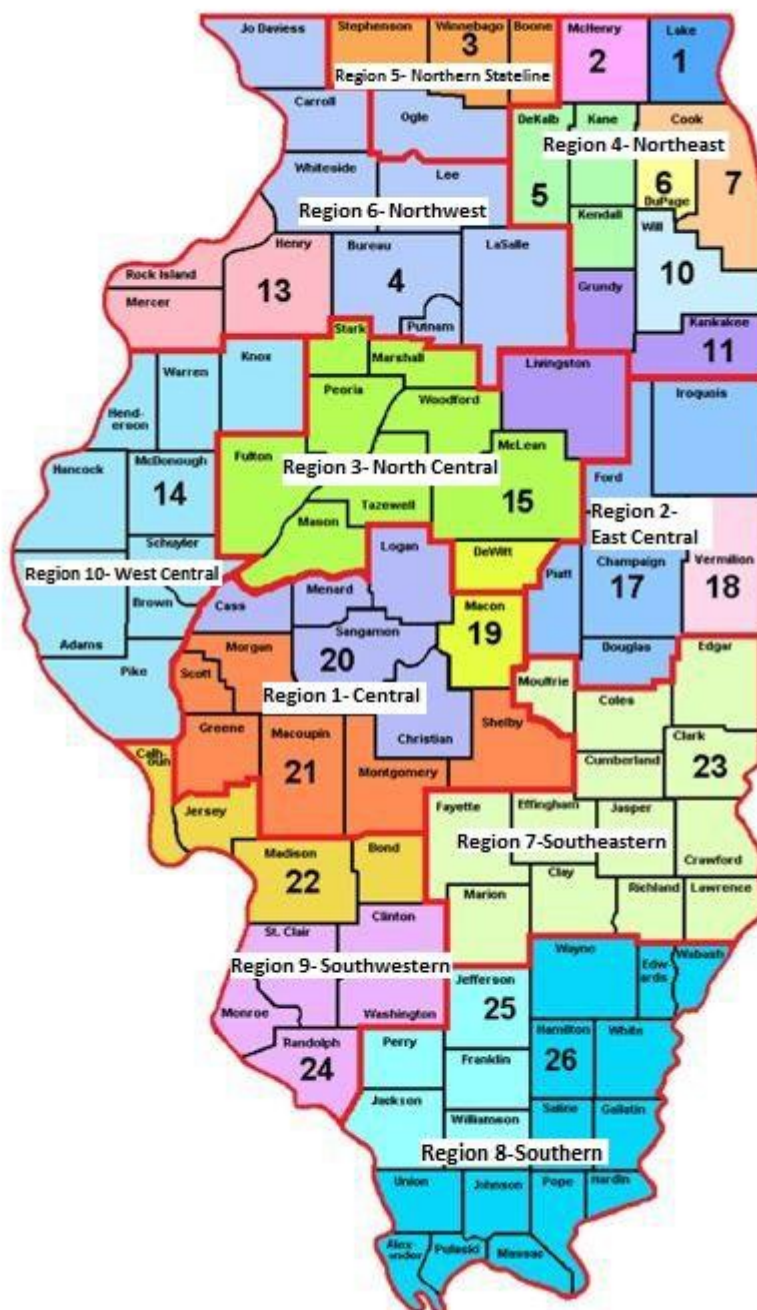 Jo Daviess
Stephenson
Winnebago
Boone
McHenry
Lake
3
2
1
Region 5- Northern Stateline
Carroll
Ogle
DeKalb
Kane
Cook
Region 4- Northeast
Whiteside
Lee
5
6
7
DuPage
Region 6- Northwest
Kendall
Will
Henry
Bureau
LaSalle
10
Rock Island
13
4
Grundy
Mercer
Putnam
Kankakee
11
Stark
Knox
Marshall
Warren
Livingston
Peoria
Iroquois
Woodford
Hend-
erson
McLean
Hancock
McDonough
Fulton
Region 3- North Central
Ford
14
Tazewell
15
Mason
Region 2-
East Central
Schuyler
Logan
DeWitt
Champaign
Vermilion
Region 10- West Central
Piatt
17
18
Menard
Brown
Cass
Macon
Sangamon
19
Adams
Morgan
20
Douglas
Edgar
Pike
Scott
Moultrie
Region 1- Central
Coles
Greene
Macoupin
Shelby
Christian
Clark
Cal-
houn
21
Cumberland
23
Montgomery
Jersey
Fayette
Effingham
Jasper
Region 7-Southeastern
Madison
Bond
Crawford
22
Clay
Marion
Richland
Lawrence
Clinton
St. Clair
Wayne
Wabash
Region 9- Southwestern
Edw-
ards
Jefferson
25
Monroe
Washington
Randolph
Perry
Hamilton
White
24
Franklin
26
Jackson
Williamson
Saline
Gallatin
Region 8-Southern
Union
Johnson
Pope
Hardin
Alex-
ander
Pulaski
Massac